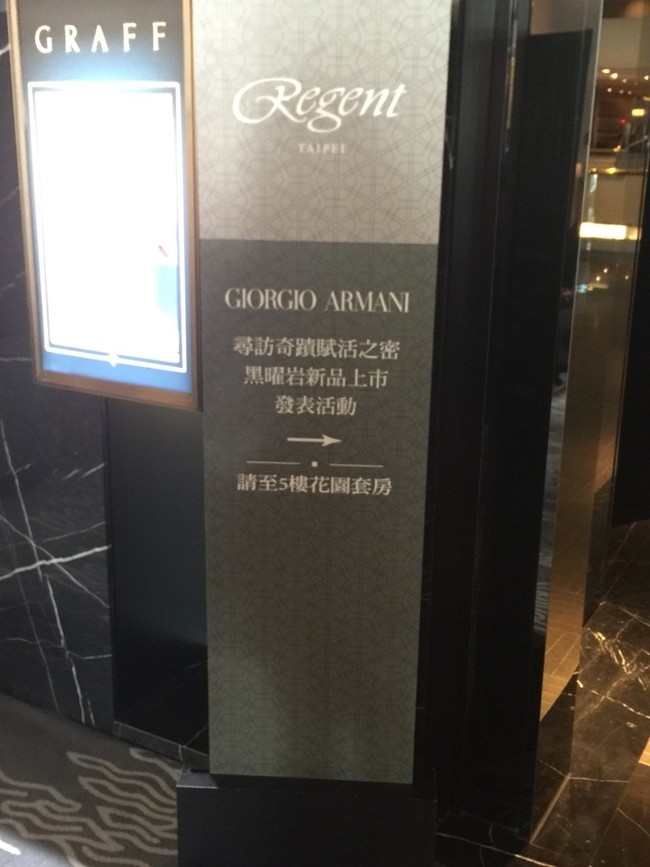 GRAFF
Regent
TAIPEI
GIORGIO ARMANI
尋訪奇蹟賦活之密
黑曜岩新品上市
發表活動
請至5樓花園套房